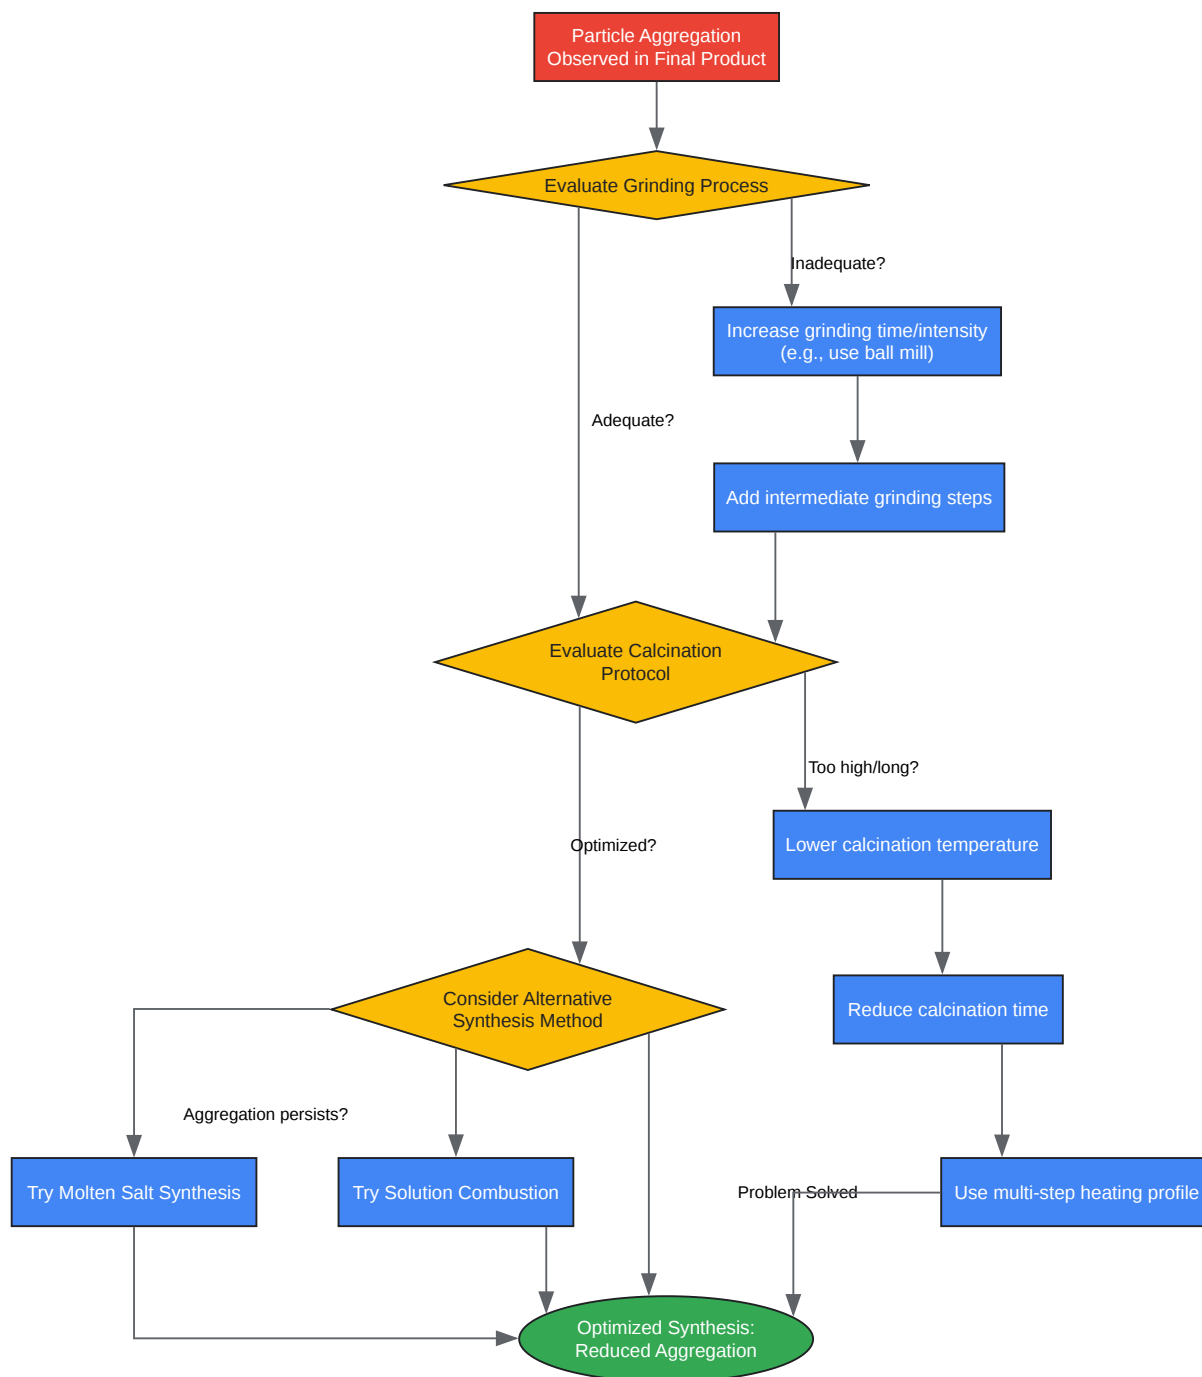 Particle Aggregation
Observed in Final Product
Evaluate Grinding Process
Inadequate?
Increase grinding time/intensity
(e.g., use ball mill)
Adequate?
Add intermediate grinding steps
Evaluate Calcination
Protocol
Too high/long?
Optimized?
Lower calcination temperature
Consider Alternative
Synthesis Method
Reduce calcination time
Aggregation persists?
Try Molten Salt Synthesis
Try Solution Combustion
Problem Solved
Use multi-step heating profile
Optimized Synthesis:
Reduced Aggregation